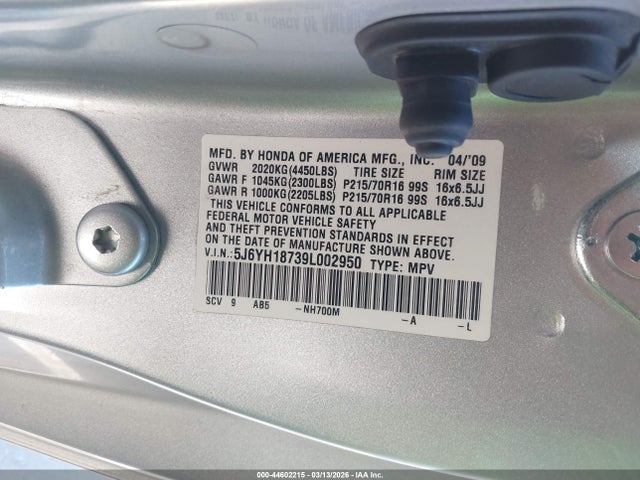 MFD. BY HONDA OF AMERICA MFG., INC. 04/'09
GVWR 2020KG(4450LBS) TIRE SIZE RIM SIZE
GAWR F 1045KG(2300LBS) P215/70R16 99S 16x6.5JJ
GAWR R 1000KG(2205LBS) P215/70R16 99S 16x6.5JJ
THIS VEHICLE CONFORMS TO ALL APPLICABLE
FEDERAL MOTOR VEHICLE SAFETY
AND THEFT PREVENTION STANDARDS IN EFFECT
ON THE DATE OF MANUFACTURE SHOWN ABOVE.
V.I.N.: 5J6YH18739L002950 TYPE: MPV
SCV 9 AB5 -NH700M -A -L
000-44602215 - 03/13/2026 - IAAI.COM